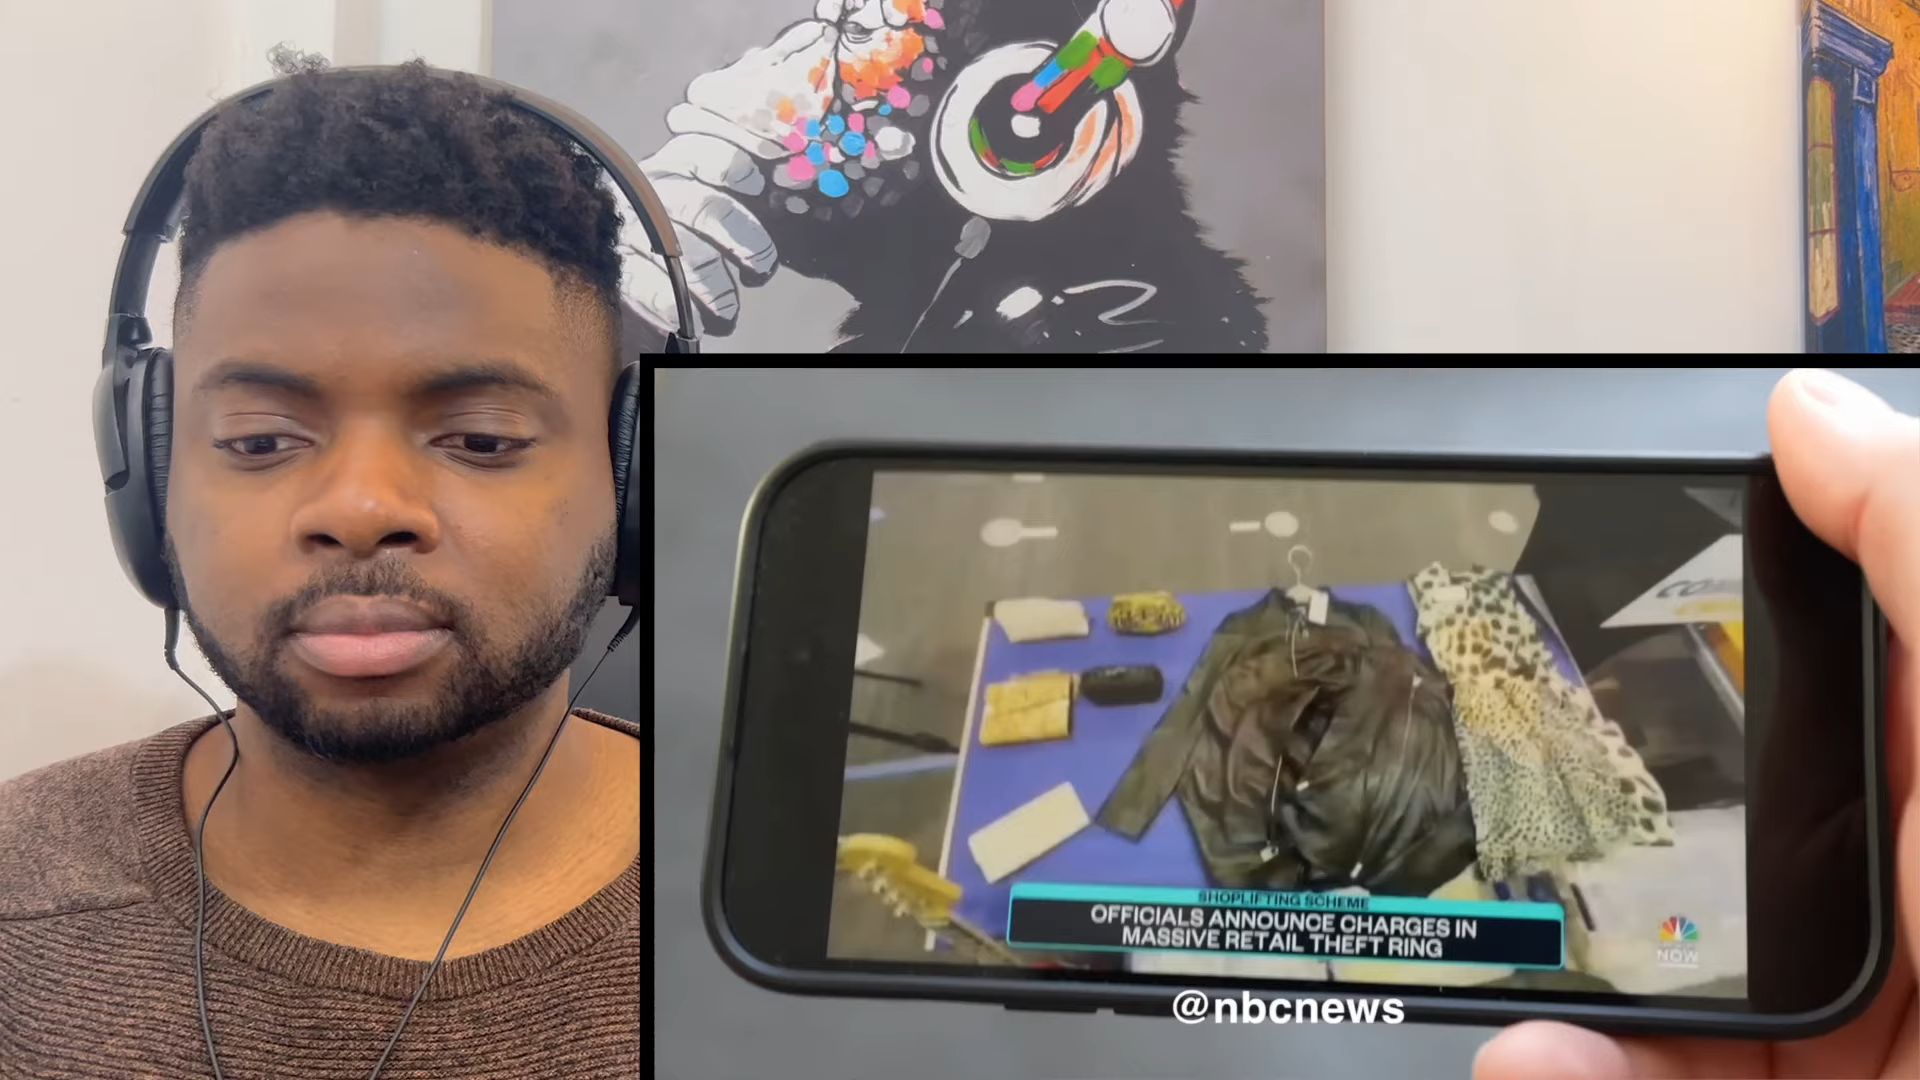 SHOPLIFTING SCHEME
OFFICIALS ANNOUNCE CHARGES IN
MASSIVE RETAIL THEFT RING
NOW
@nbcnews